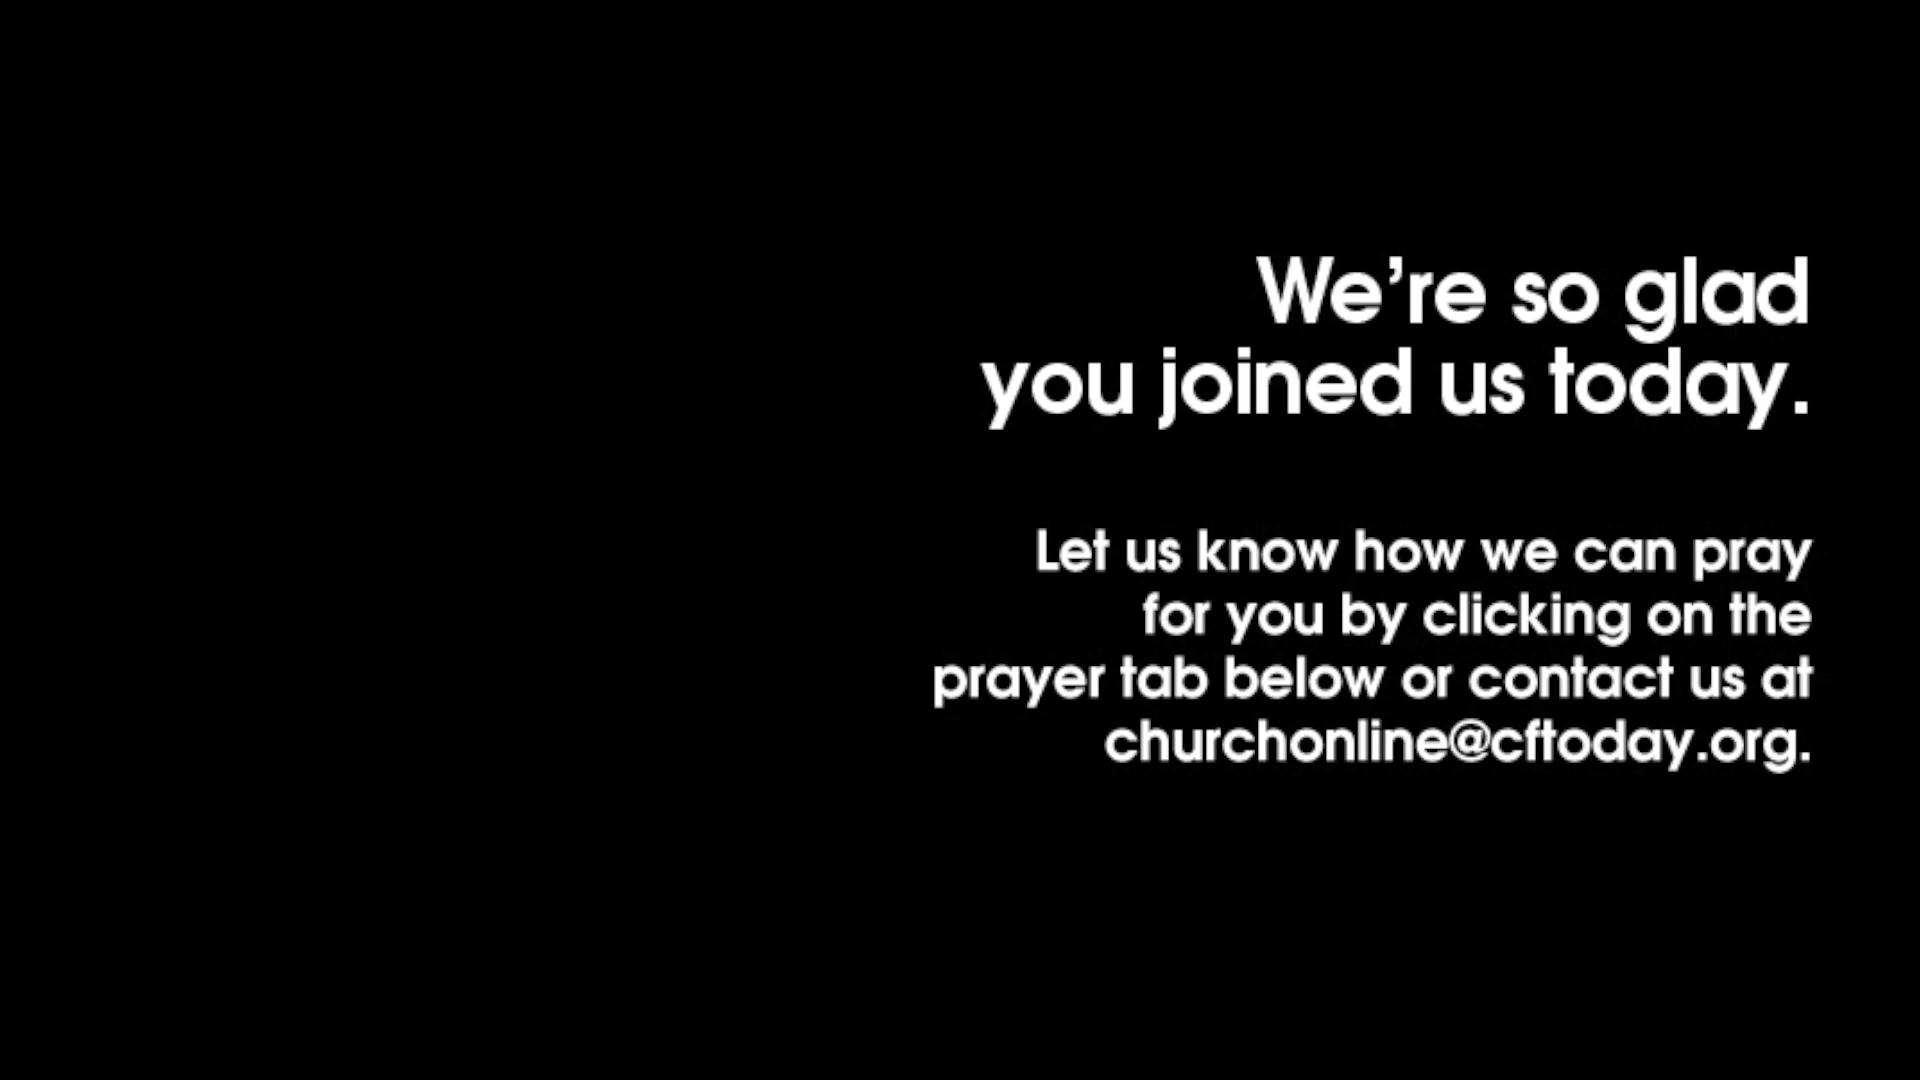 We’re so glad
you joined us today.
Let us know how we can pray
for you by clicking on the
prayer tab below or contact us at
churchonline@cftoday.org.